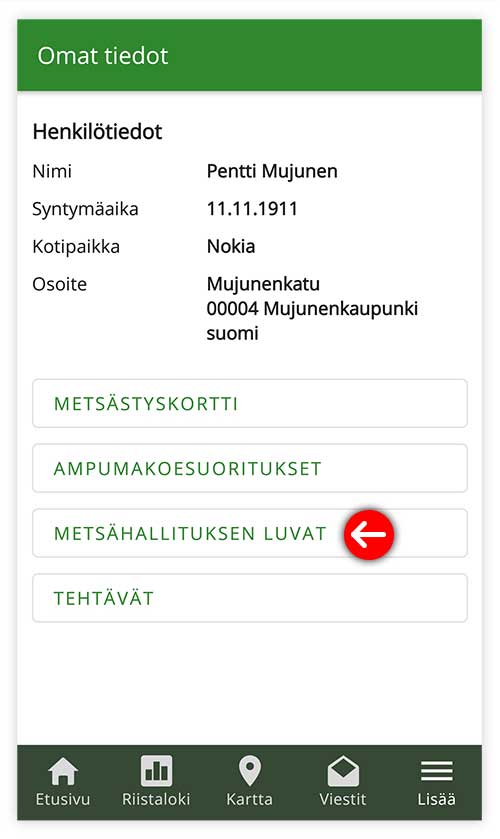 Omat tiedot
Henkilötiedot
Nimi Pentti Mujunen
Syntymäaika 11.11.1911
Kotipaikka Nokia
Osoite Mujunenkatu
00004 Mujunenkaupunki
suomi
METSÄSTYSKORTTI
AMPUMAKOESUORITUKSET
METSÄHALLITUKSEN LUVAT
TEHTÄVÄT
Etusivu Riistaloki Kartta Viestit Lisää